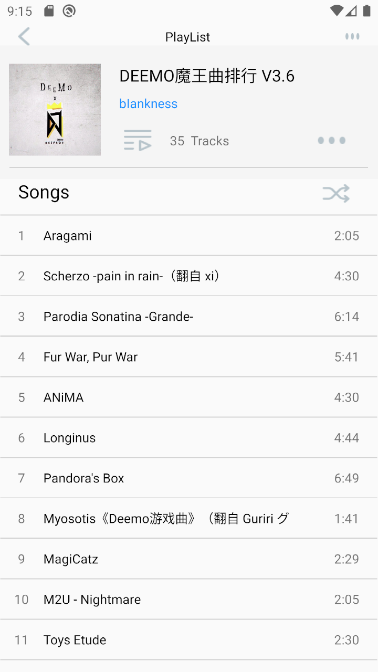 9:15
PlayList
DEEMO
DEEMO魔王曲排行 V3.6
blankness
35 Tracks
Songs
1 Aragami 2:05
2 Scherzo -pain in rain-（翻自 xi） 4:30
3 Parodia Sonatina -Grande- 6:14
4 Fur War, Pur War 5:41
5 ANiMA 4:30
6 Longinus 4:44
7 Pandora's Box 6:49
8 Myosotis《Deemo游戏曲》（翻自 Guriri グ 1:41
9 MagiCatz 2:29
10 M2U - Nightmare 2:05
11 Toys Etude 2:30